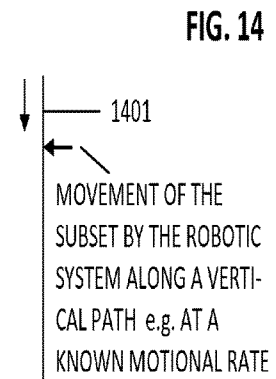 FIG. 14
1401
MOVEMENT OF THE
SUBSET BY THE ROBOTIC
SYSTEM ALONG A VERTI-
CAL PATH e.g. AT A
KNOWN MOTIONAL RATE